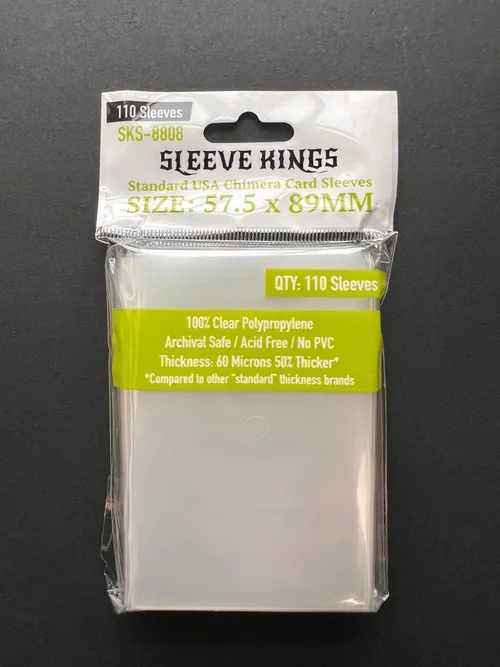 110 Sleeves
SKS-8808
SLEEVE KINGS
Standard USA Chimera Card Sleeves
SIZE: 57.5 x 89MM
QTY: 110 Sleeves
100% Clear Polypropylene
Archival Safe / Acid Free / No PVC
Thickness: 60 Microns 50% Thicker*
*Compared to other "standard" thickness brands